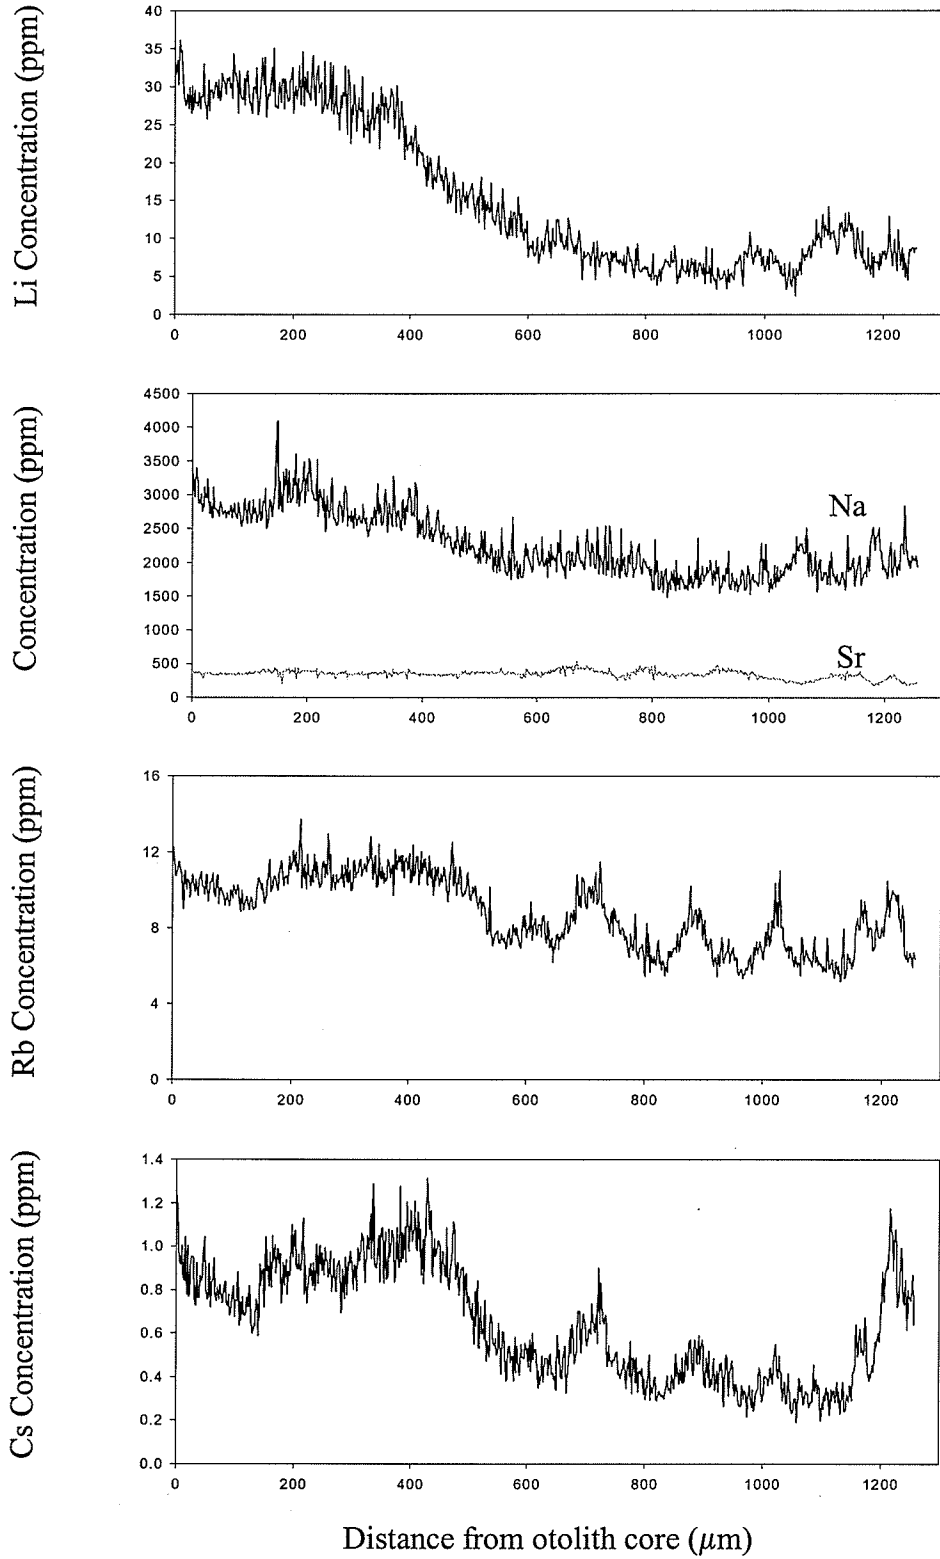 Li Concentration (ppm)
40
35
30
25
20
15
10
5
0
0 200 400 600 800 1000 1200
Concentration (ppm)
4500
4000
3500
3000
2500
2000
1500
1000
500
0
Na
Sr
0 200 400 600 800 1000 1200
Rb Concentration (ppm)
16
12
8
4
0
0 200 400 600 800 1000 1200
Cs Concentration (ppm)
1.4
1.2
1.0
0.8
0.6
0.4
0.2
0.0
0 200 400 600 800 1000 1200
Distance from otolith core (μm)